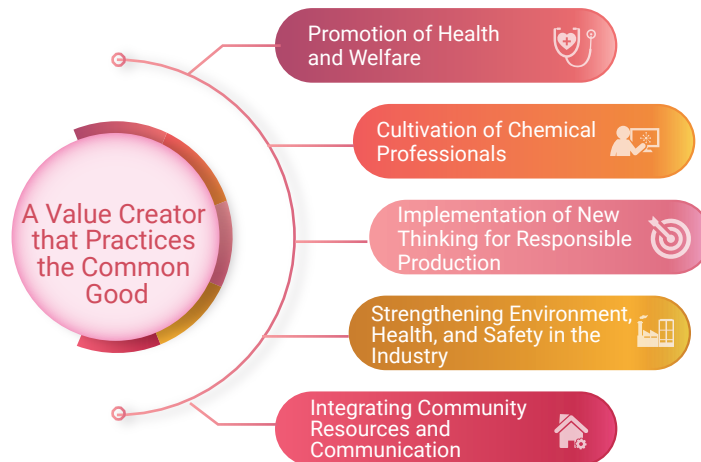 Promotion of Health
and Welfare
Cultivation of Chemical
Professionals
A Value Creator
that Practices
the Common
Good
Implementation of New
Thinking for Responsible
Production
Strengthening Environment,
Health, and Safety in the
Industry
Integrating Community
Resources and
Communication